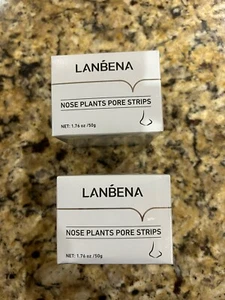 LANBENA
NOSE PLANTS PORE STRIPS
NET: 1.76 oz /50g
LANBENA
NOSE PLANTS PORE STRIPS
NET: 1.76 oz /50g